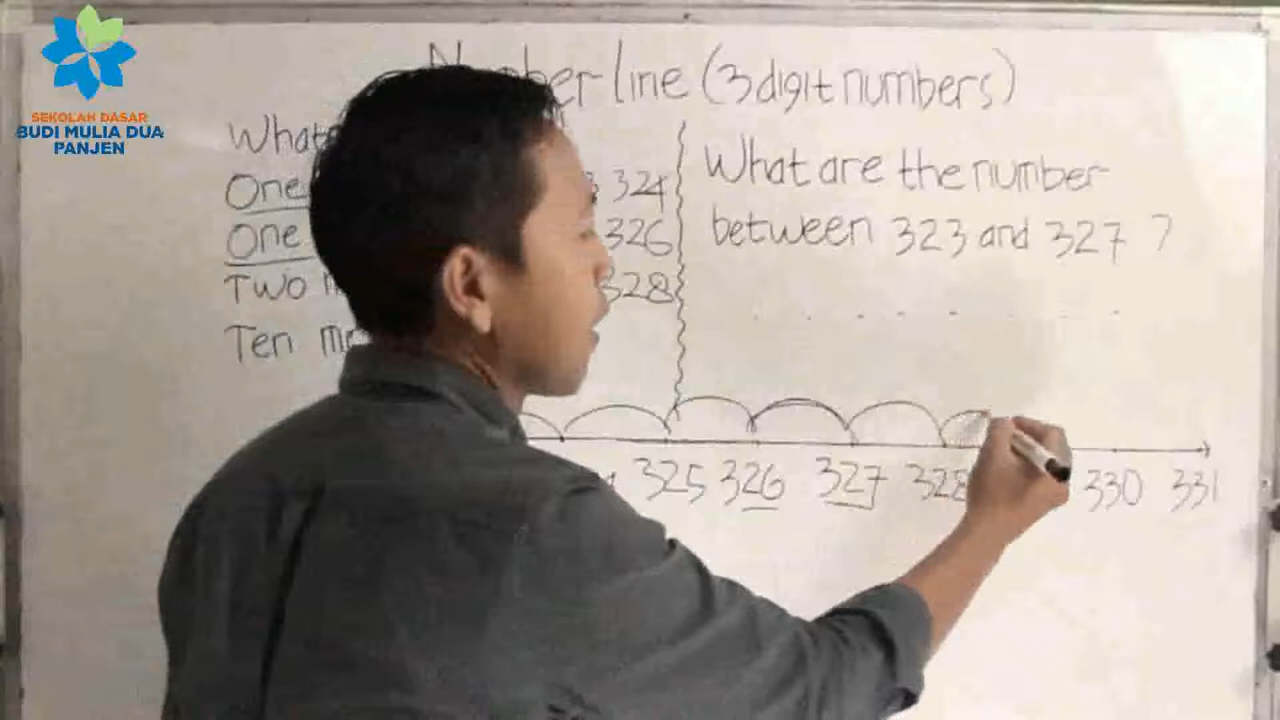 SEKOLAH DASAR
BUDI MULIA DUA
PANJEN
Number line (3 digit numbers)
What
One 324
One 326
Two 328
Ten
What are the number
between 323 and 327 ?
325 326 327 328 330 331